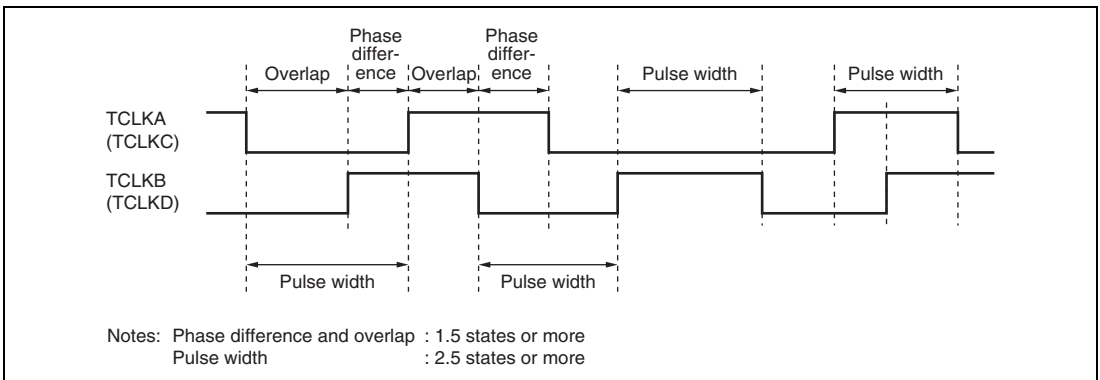 Phase
differ-
ence
Phase
differ-
ence
Overlap
Overlap
Pulse width
Pulse width
TCLKA
(TCLKC)
TCLKB
(TCLKD)
Pulse width
Pulse width
Notes: Phase difference and overlap : 1.5 states or more
Pulse width : 2.5 states or more